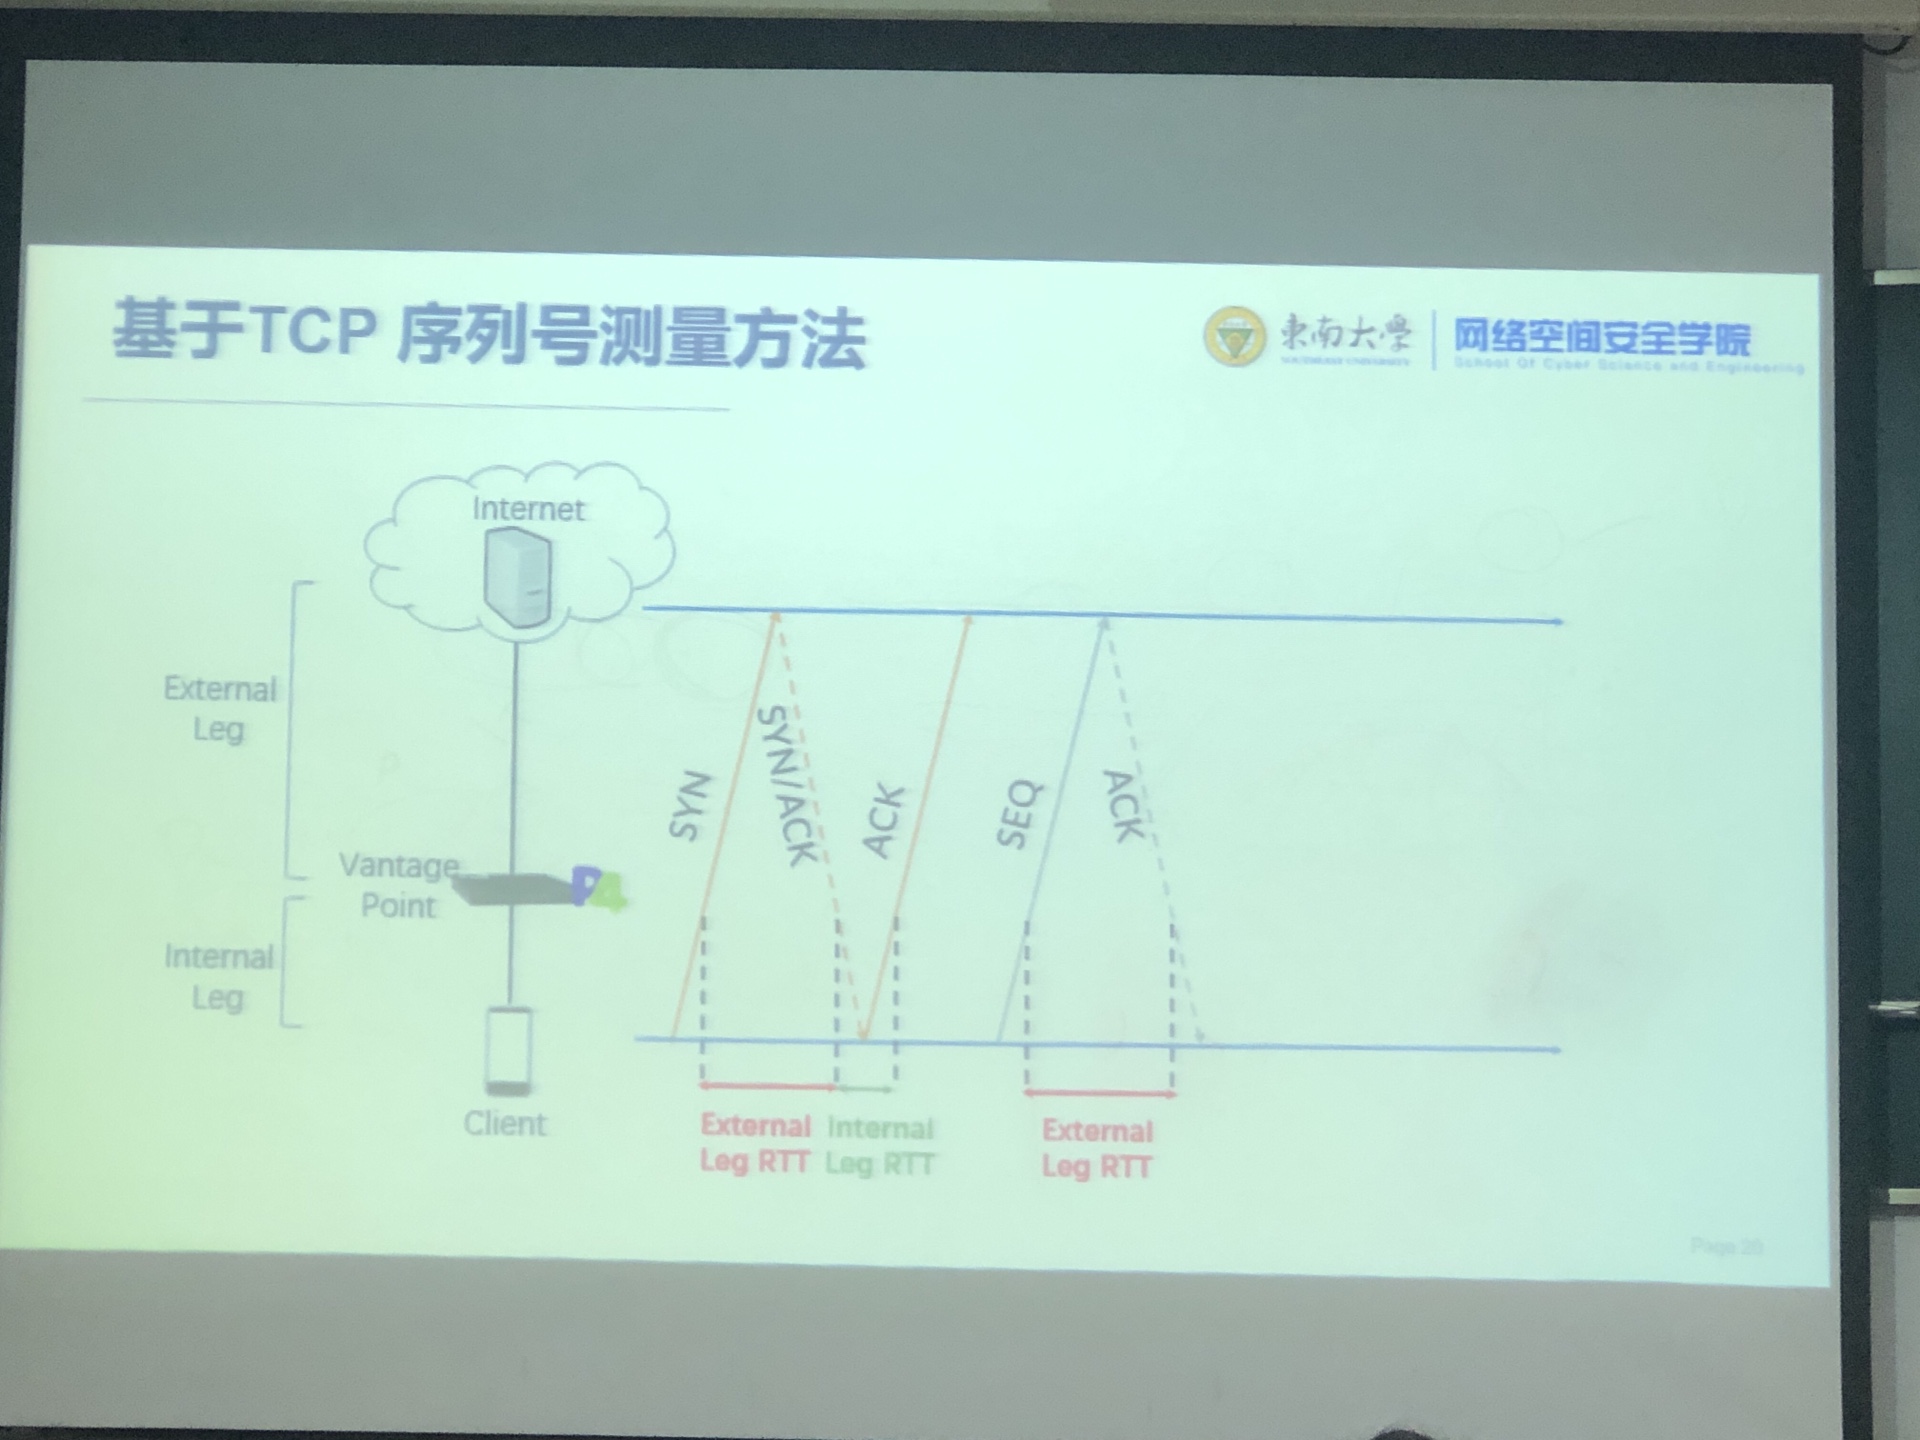 基于TCP 序列号测量方法
東南大學
SOUTHEAST UNIVERSITY
网络空间安全学院
School Of Cyber Science and Engineering
Internet
External
Leg
Vantage
Point
P4
Internal
Leg
Client
SYN
SYN/ACK
ACK
SEQ
ACK
External
Leg RTT
Internal
Leg RTT
External
Leg RTT
Page